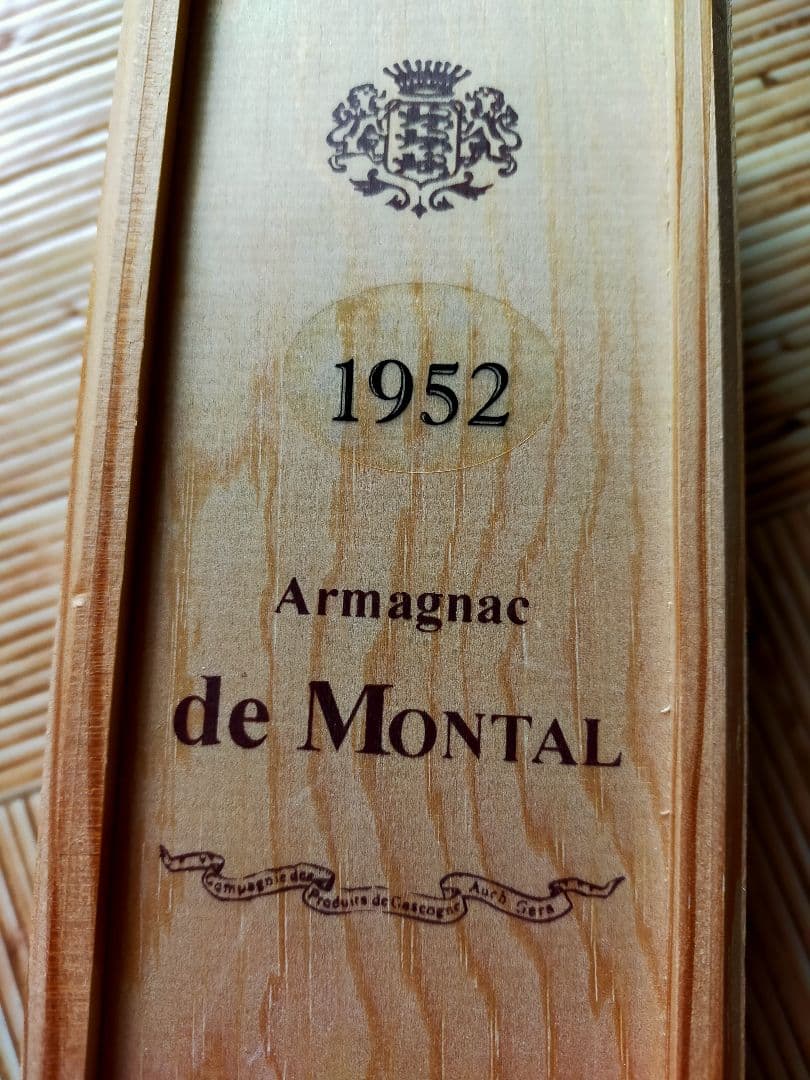 1952
Armagnac
de MONTAL
Compagnie des Produits de Gascogne Auch Gers